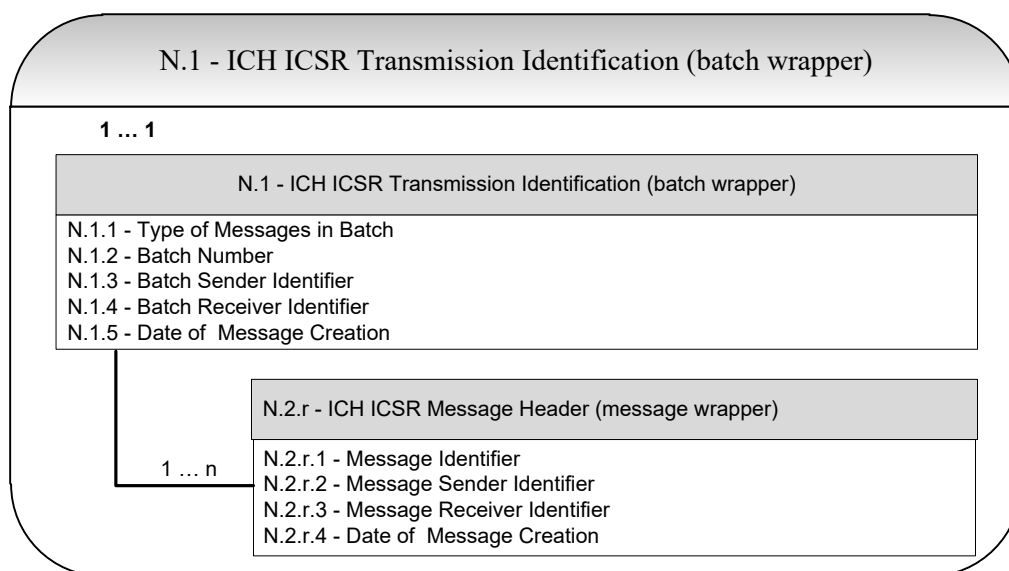 N.1 - ICH ICSR Transmission Identification (batch wrapper)
1 … 1
N.1 - ICH ICSR Transmission Identification (batch wrapper)
N.1.1 - Type of Messages in Batch
N.1.2 - Batch Number
N.1.3 - Batch Sender Identifier
N.1.4 - Batch Receiver Identifier
N.1.5 - Date of  Message Creation
N.2.r - ICH ICSR Message Header (message wrapper)
1 … n
N.2.r.1 - Message Identifier
N.2.r.2 - Message Sender Identifier
N.2.r.3 - Message Receiver Identifier
N.2.r.4 - Date of  Message Creation